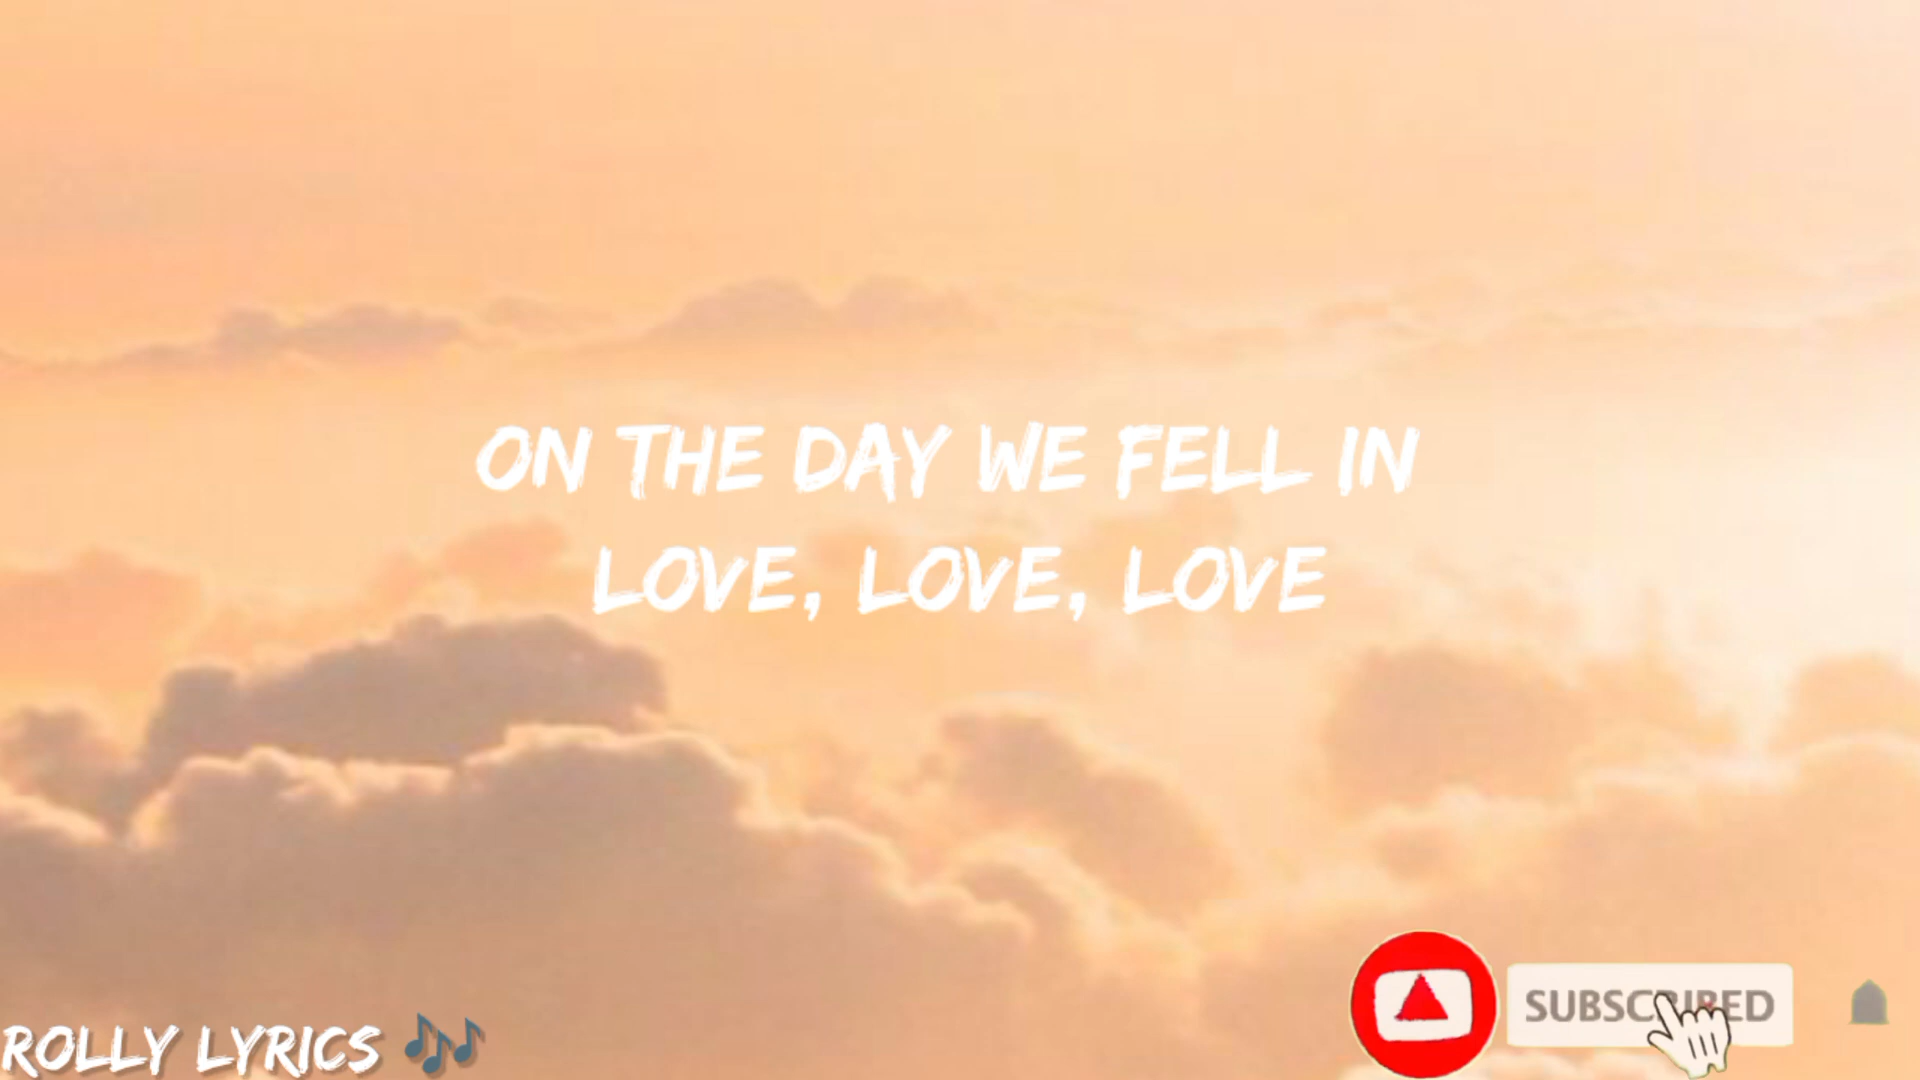 ON THE DAY WE FELL IN
LOVE, LOVE, LOVE
SUBSCRIBED
ROLLY LYRICS 🎶